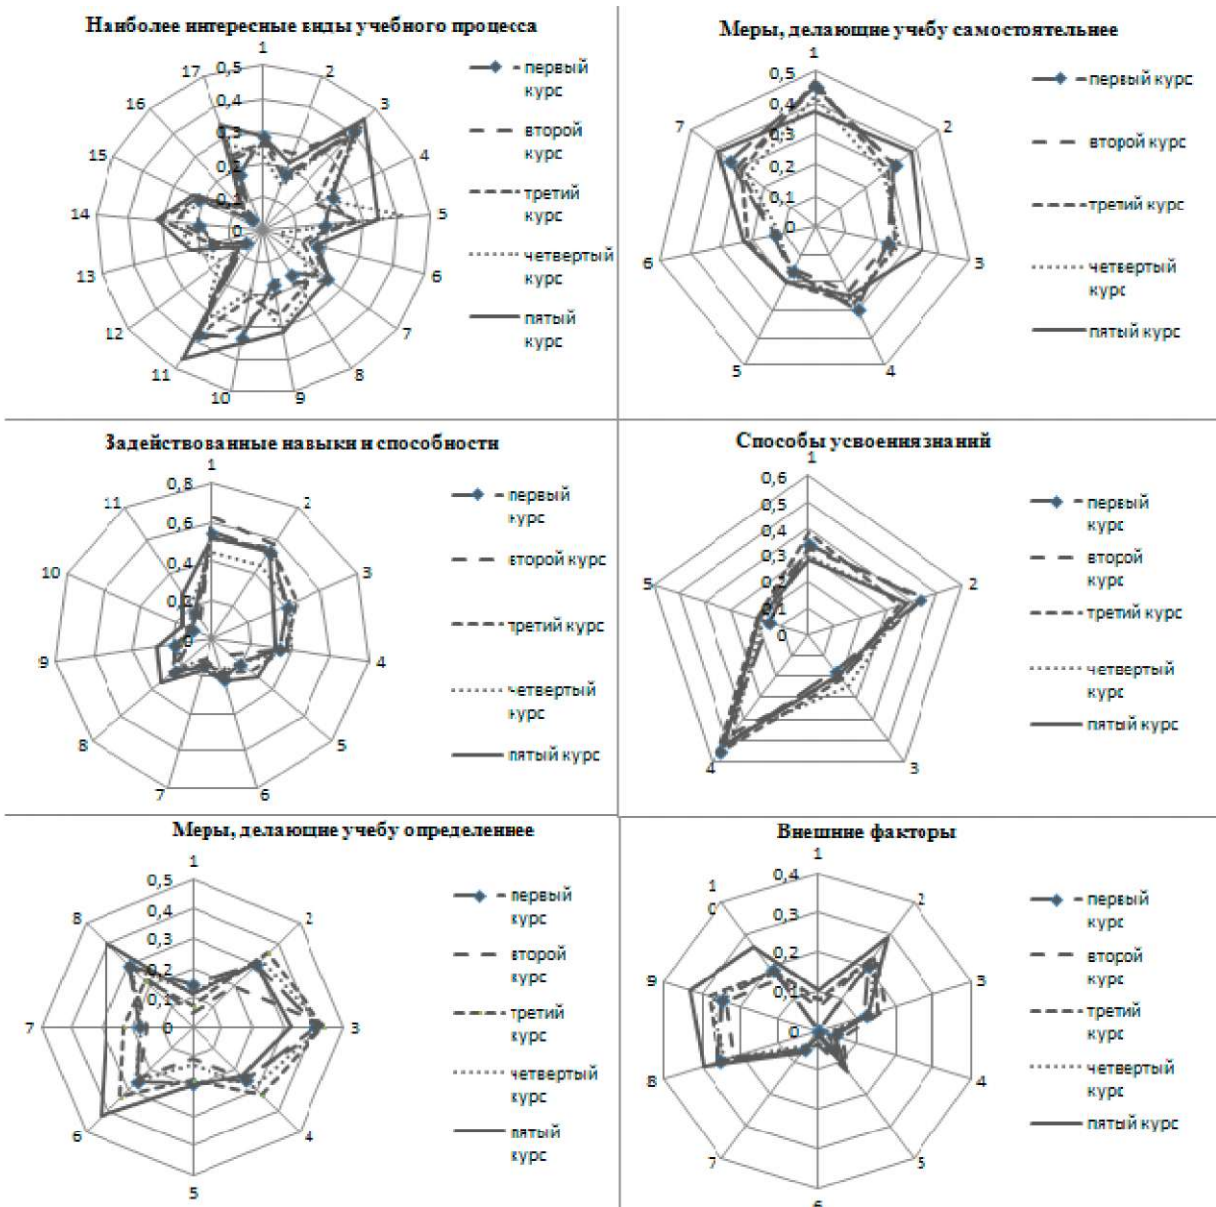 Наиболее интересные виды учебного процесса
1
2
3
4
5
6
7
8
9
10
11
12
13
14
15
16
17
0,5
0,4
0,3
0,2
0,1
0
первый
курс
второй
курс
третий
курс
четвертый
курс
пятый
курс
Меры, делающие учебу самостоятельнее
1
2
3
4
5
6
7
0,5
0,4
0,3
0,2
0,1
0
первый курс
второй курс
третий курс
четвертый
курс
пятый курс
Задействованные навыки и способности
1
2
3
4
5
6
7
8
9
10
11
0,8
0,6
0,4
0,2
0
первый
курс
второй курс
третий курс
четвертый
курс
пятый курс
Способы усвоения знаний
1
2
3
4
5
0,6
0,5
0,4
0,3
0,2
0,1
0
первый
курс
второй
курс
третий курс
четвертый
курс
пятый курс
Меры, делающие учебу определеннее
1
2
3
4
5
6
7
8
0,5
0,4
0,3
0,2
0,1
0
первый
курс
второй
курс
третий
курс
четвертый
курс
пятый
курс
Внешние факторы
1
2
3
4
5
6
7
8
9
1
0
0,4
0,3
0,2
0,1
0
первый
курс
второй
курс
третий
курс
четвертый
курс
пятый курс